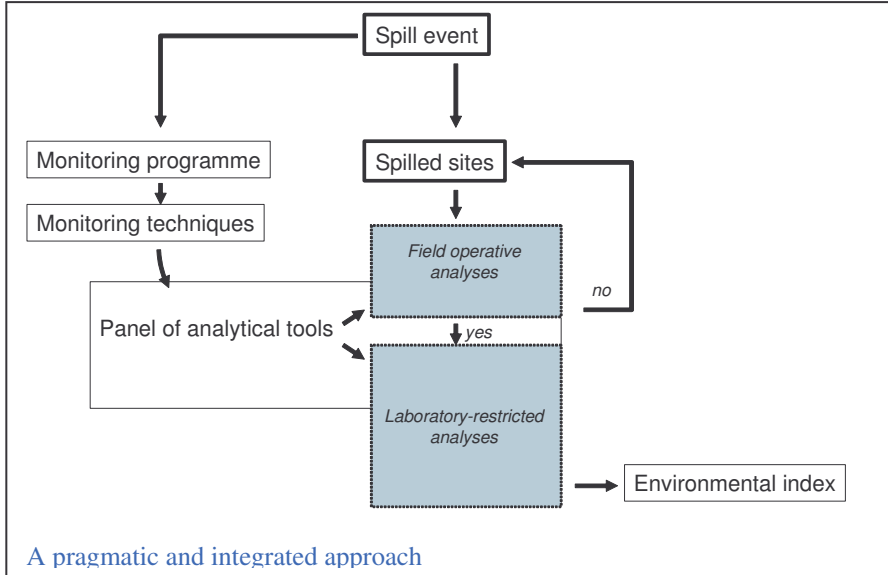 Spill event
Monitoring programme
Spilled sites
Monitoring techniques
Field operative
analyses
no
Panel of analytical tools
yes
Laboratory-restricted
analyses
Environmental index
A pragmatic and integrated approach